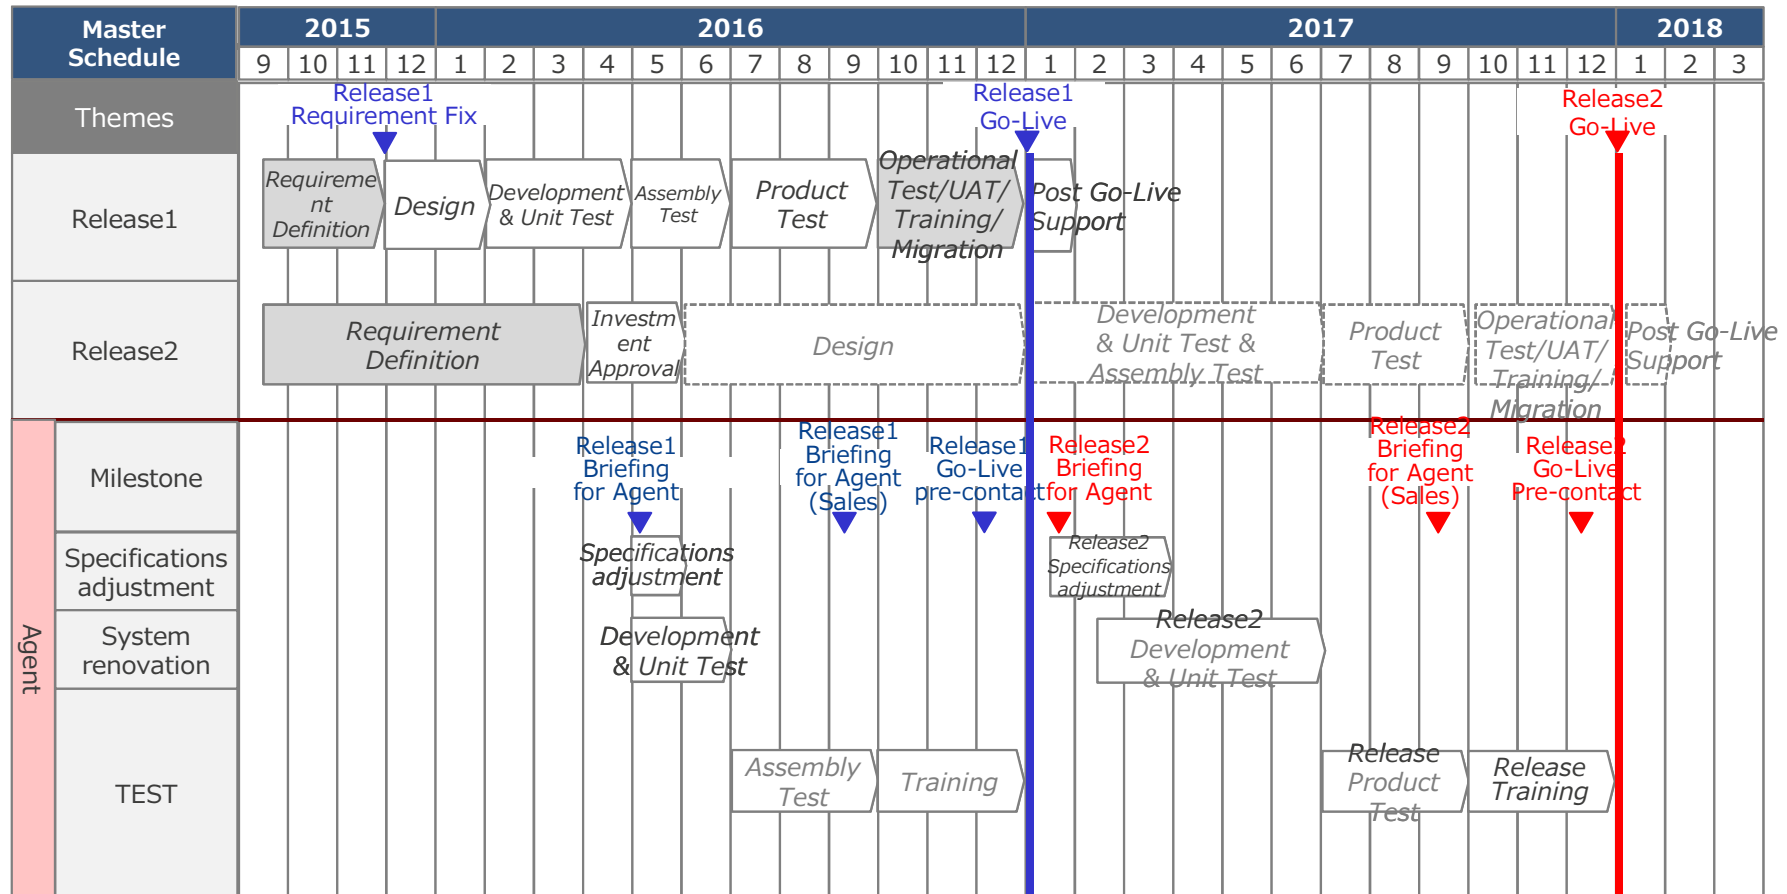 Master
Schedule
2015
2016
2017
2018
9 10 11 12 1 2 3 4 5 6 7 8 9 10 11 12 1 2 3 4 5 6 7 8 9 10 11 12 1 2 3
Themes
Release1
Requirement Fix
Release1
Go-Live
Release2
Go-Live
Release1
Requireme
nt
Definition
Design
Development
& Unit Test
Assembly
Test
Product
Test
Operational
Test/UAT/
Training/
Migration
Post Go-Live
Support
Release2
Requirement
Definition
Investm
ent
Approval
Design
Development
& Unit Test &
Assembly Test
Product
Test
Operational
Test/UAT/
Training/
Migration
Post Go-Live
Support
Agent
Milestone
Release1
Briefing
for Agent
Release1
Briefing
for Agent
(Sales)
Release1
Go-Live
pre-contact
Release2
Briefing
for Agent
Release2
Briefing
for Agent
(Sales)
Release2
Go-Live
Pre-contact
Specifications
adjustment
Specifications
adjustment
Release2
Specifications
adjustment
System
renovation
Development
& Unit Test
Release2
Development
& Unit Test
TEST
Assembly
Test
Training
Release
Product
Test
Release
Training